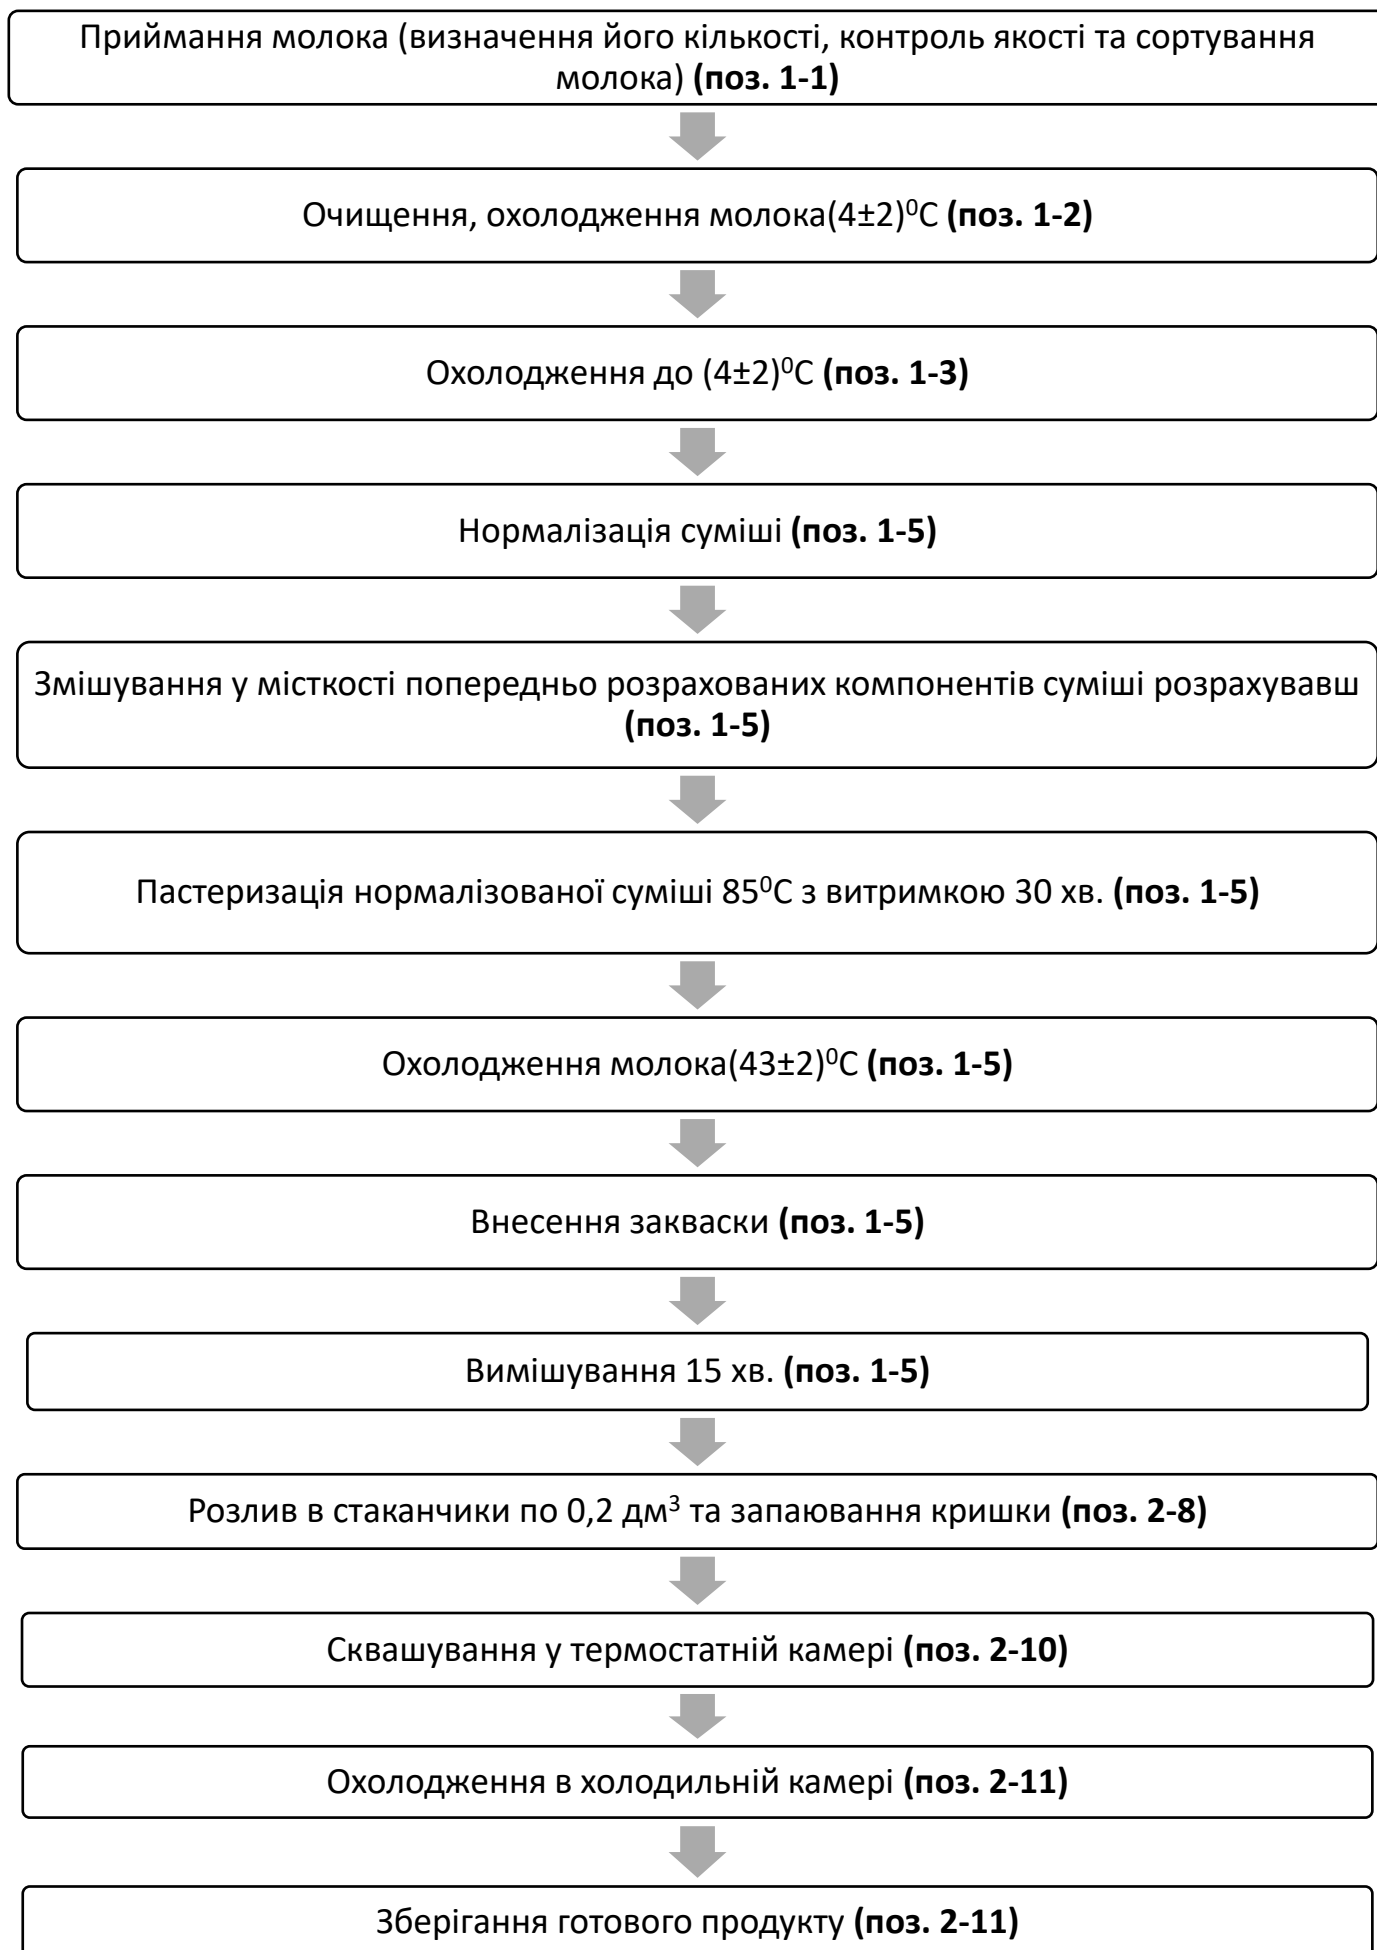 Приймання молока (визначення його кількості, контроль якості та сортування
молока) (поз. 1-1)
Очищення, охолодження молока(4±2)⁰С (поз. 1-2)
Охолодження до (4±2)⁰С (поз. 1-3)
Нормалізація суміші (поз. 1-5)
Змішування у місткості попередньо розрахованих компонентів суміші розрахувавш
(поз. 1-5)
Пастеризація нормалізованої суміші 85⁰С з витримкою 30 хв. (поз. 1-5)
Охолодження молока(43±2)⁰С (поз. 1-5)
Внесення закваски (поз. 1-5)
Вимішування 15 хв. (поз. 1-5)
Розлив в стаканчики по 0,2 дм³ та запаювання кришки (поз. 2-8)
Сквашування у термостатній камері (поз. 2-10)
Охолодження в холодильній камері (поз. 2-11)
Зберігання готового продукту (поз. 2-11)